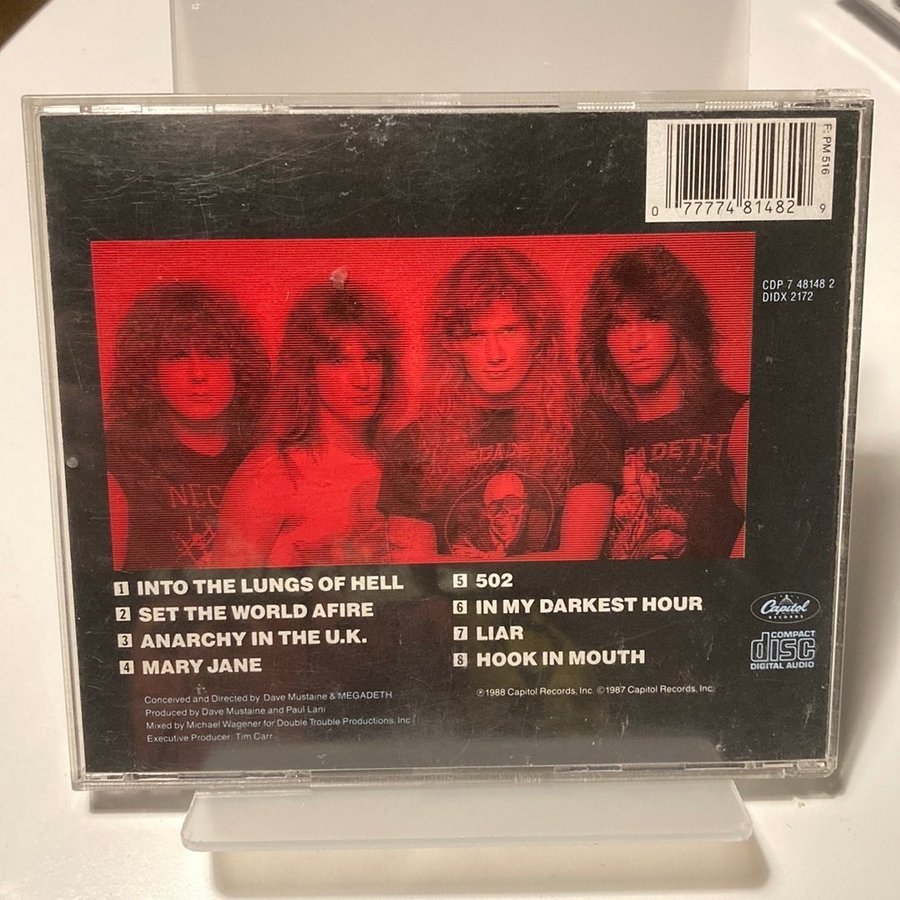 F: PM 516
0 77774 81482 9
CDP 7 48148 2
DIDX 2172
NEC
MEGADETH
GADETH
1 INTO THE LUNGS OF HELL
2 SET THE WORLD AFIRE
3 ANARCHY IN THE U.K.
4 MARY JANE
5 502
6 IN MY DARKEST HOUR
7 LIAR
8 HOOK IN MOUTH
Capitol
RECORDS
COMPACT
disc
DIGITAL AUDIO
Conceived and Directed by Dave Mustaine & MEGADETH
Produced by Dave Mustaine and Paul Lani
Mixed by Michael Wagener for Double Trouble Productions, Inc.
Executive Producer: Tim Carr
℗1988 Capitol Records, Inc. ©1987 Capitol Records, Inc.